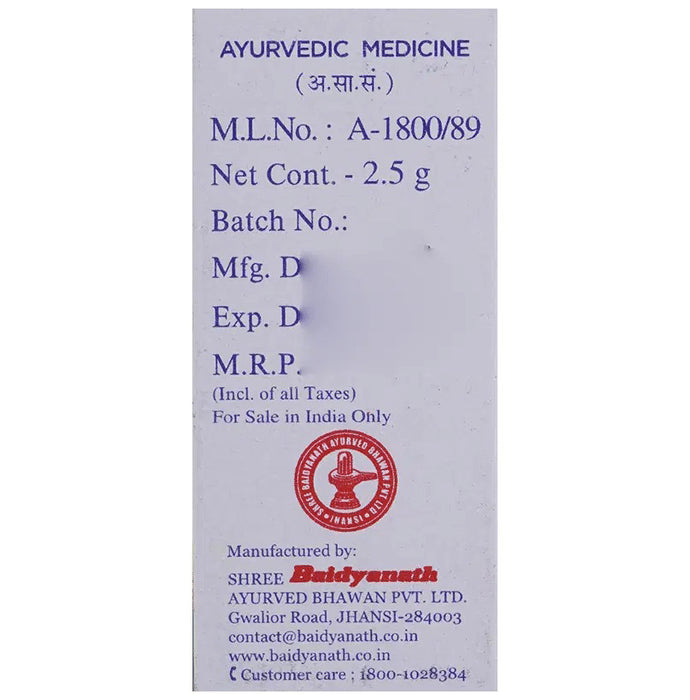 AYURVEDIC MEDICINE
(अ.सा.सं.)
M.L.No. : A-1800/89
Net Cont. - 2.5 g
Batch No.:
Mfg. D
Exp. D
M.R.P.
(Incl. of all Taxes)
For Sale in India Only
SHREE BAIDYANATH AYURVED BHAWAN PVT LTD
JHANSI
Manufactured by:
SHREE Baidyanath
AYURVED BHAWAN PVT. LTD.
Gwalior Road, JHANSI-284003
contact@baidyanath.co.in
www.baidyanath.co.in
Customer care : 1800-1028384